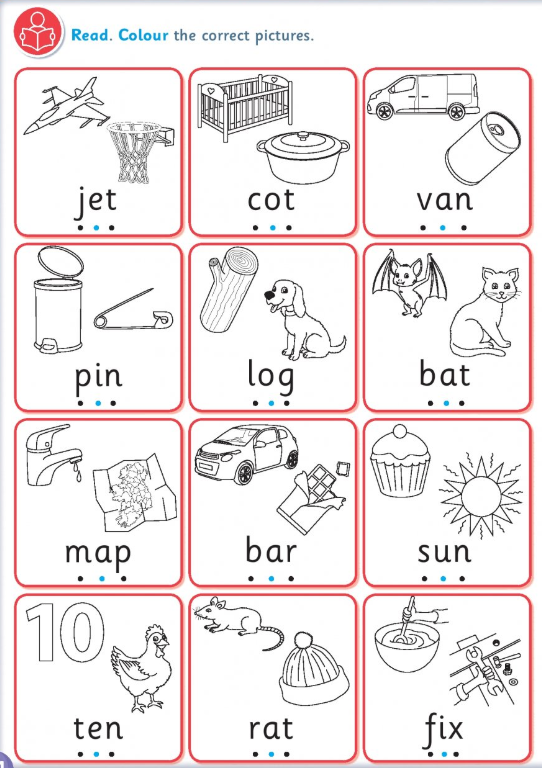 Read. Colour the correct pictures.
jet cot van
pin log bat
map bar sun
10
ten rat fix